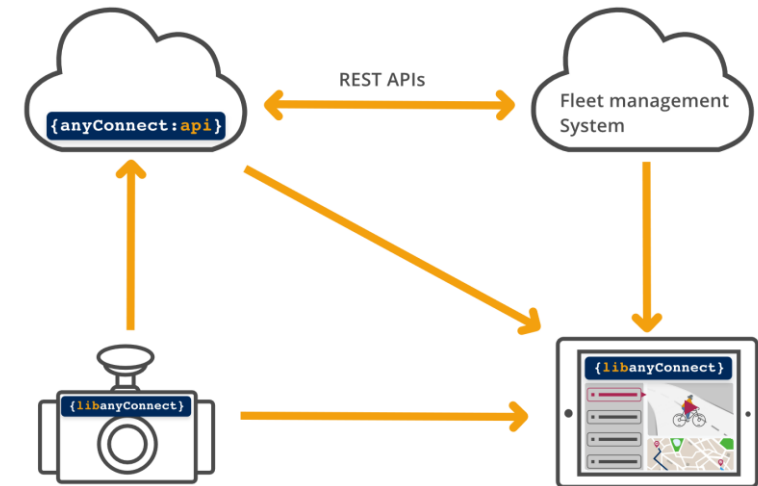 REST APIs
{anyConnect:api}
Fleet management
System
{libanyConnect}
{libanyConnect}